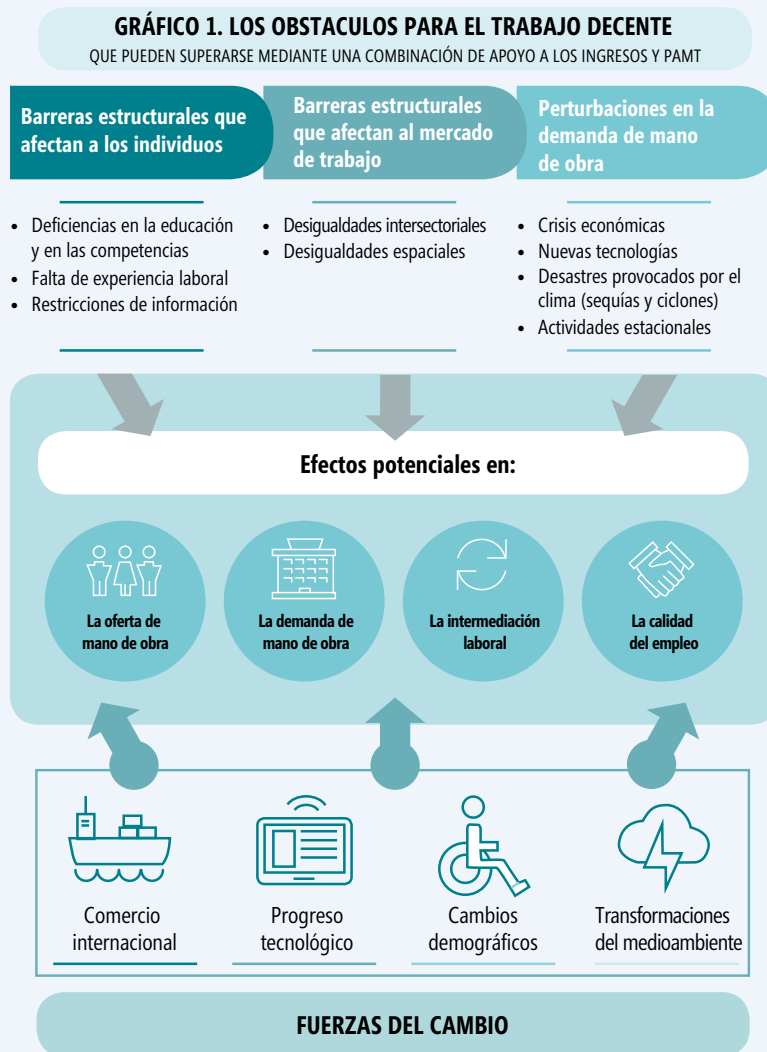 GRÁFICO 1. LOS OBSTACULOS PARA EL TRABAJO DECENTE
QUE PUEDEN SUPERARSE MEDIANTE UNA COMBINACIÓN DE APOYO A LOS INGRESOS Y PAMT
Barreras estructurales que
afectan a los individuos
Barreras estructurales
que afectan al mercado
de trabajo
Perturbaciones en la
demanda de mano
de obra
• Deficiencias en la educación
y en las competencias
• Falta de experiencia laboral
• Restricciones de información
• Desigualdades intersectoriales
• Desigualdades espaciales
• Crisis económicas
• Nuevas tecnologías
• Desastres provocados por el
clima (sequías y ciclones)
• Actividades estacionales
Efectos potenciales en:
La oferta de
mano de obra
La demanda de
mano de obra
La intermediación
laboral
La calidad
del empleo
Comercio
internacional
Progreso
tecnológico
Cambios
demográficos
Transformaciones
del medioambiente
FUERZAS DEL CAMBIO